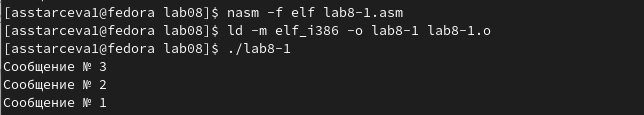 [asstarceva1@fedora lab08]$ nasm -f elf lab8-1.asm
[asstarceva1@fedora lab08]$ ld -m elf_i386 -o lab8-1 lab8-1.o
[asstarceva1@fedora lab08]$ ./lab8-1
Сообщение № 3
Сообщение № 2
Сообщение № 1